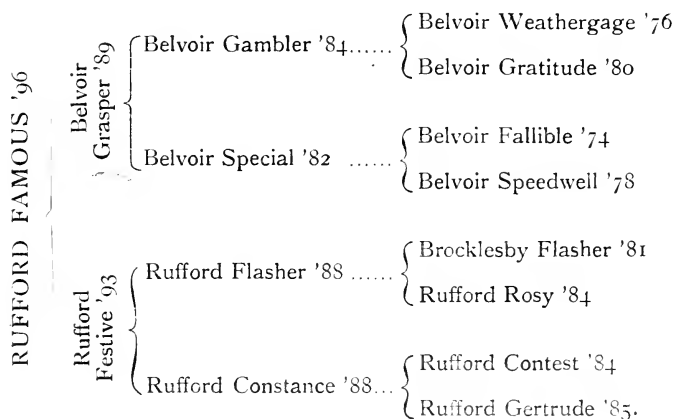 RUFFORD FAMOUS '96
Belvoir
Grasper '89
Belvoir Gambler '84......
Belvoir Weathergage '76
Belvoir Gratitude '80
Belvoir Special '82 ......
Belvoir Fallible '74
Belvoir Speedwell '78
Rufford
Festive '93
Rufford Flasher '88 ......
Brocklesby Flasher '81
Rufford Rosy '84
Rufford Constance '88...
Rufford Contest '84
Rufford Gertrude '85.